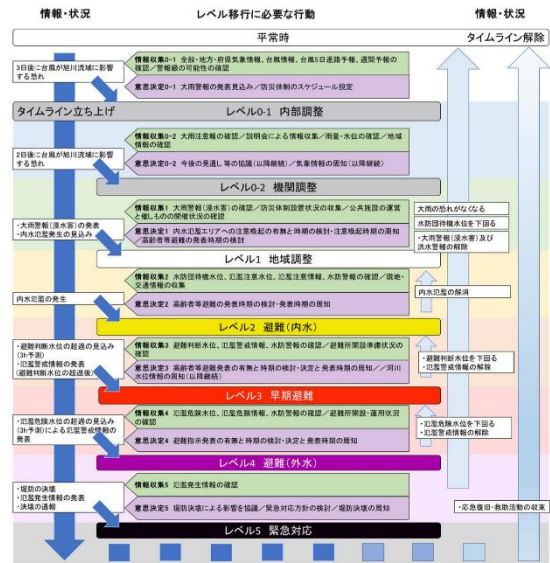 情報・状況
レベル移行に必要な行動
情報・状況
平常時
タイムライン解除
3日後に台風が旭川流域に影響
する恐れ
情報収集0-1 全般・地方・府県気象情報、台風情報、台風5日進路予報、週間予報の
確認／警報級の可能性の確認
意思決定0-1 大雨警報の発表見込み／防災体制のスケジュール設定
タイムライン立ち上げ
レベル0-1 内部調整
2日後に台風が旭川流域に影響
する恐れ
情報収集0-2 大雨注意報の確認／説明会による情報収集／雨量・水位の確認／地域
情報の確認
意思決定0-2 今後の見通し等の協議(以降継続)／気象情報の周知(以降継続)
レベル0-2 機関調整
・大雨警報(浸水害)の発表
・内水氾濫発生の見込み
情報収集1 大雨警報(浸水害)の確認／防災体制設置状況の収集／公共施設の運営
と催しものの開催状況の確認
意思決定1 内水氾濫エリアへの注意喚起の有無と時期の検討・注意喚起時期の周知
／高齢者等避難の発表時期の検討
大雨の恐れがなくなる
水防団待機水位を下回る
・大雨警報(浸水害)及び
洪水警報の解除
レベル1 地域調整
内水氾濫の発生
情報収集2 水防団待機水位、氾濫注意水位、氾濫注意情報、水防警報の確認／現地・
交通情報の収集
意思決定2 高齢者等避難の発表時期の検討・発表時期の周知
内水氾濫の解消
レベル2 避難(内水)
・避難判断水位の超過の見込み
(3h予測)
・氾濫警戒情報の発表
(避難判断水位の超過後)
情報収集3 避難判断水位、氾濫警戒情報、水防警報の確認／避難所開設準備状況の
確認
意思決定3 高齢者等避難発表の有無と時期の検討・決定と発表時期の周知／／河川
水位情報の周知(以降継続)
・避難判断水位を下回る
・氾濫警戒情報の解除
レベル3 早期避難
・氾濫危険水位の超過の見込み
(3h予測)による氾濫警戒情報の
発表
情報収集4 氾濫危険水位、氾濫危険情報、水防警報の確認／避難所開設・運用状況
の確認
意思決定4 避難指示発表の有無と時期の検討・決定と発表時期の周知
・氾濫危険水位を下回る
・氾濫警戒情報の解除
レベル4 避難(外水)
・堤防の決壊
・氾濫発生情報の発表
・決壊の通報
情報収集5 氾濫発生情報の確認
意思決定5 堤防決壊による影響を協議／緊急対応方針の検討／堤防決壊の周知
・応急復旧・救助活動の収束
レベル5 緊急対応